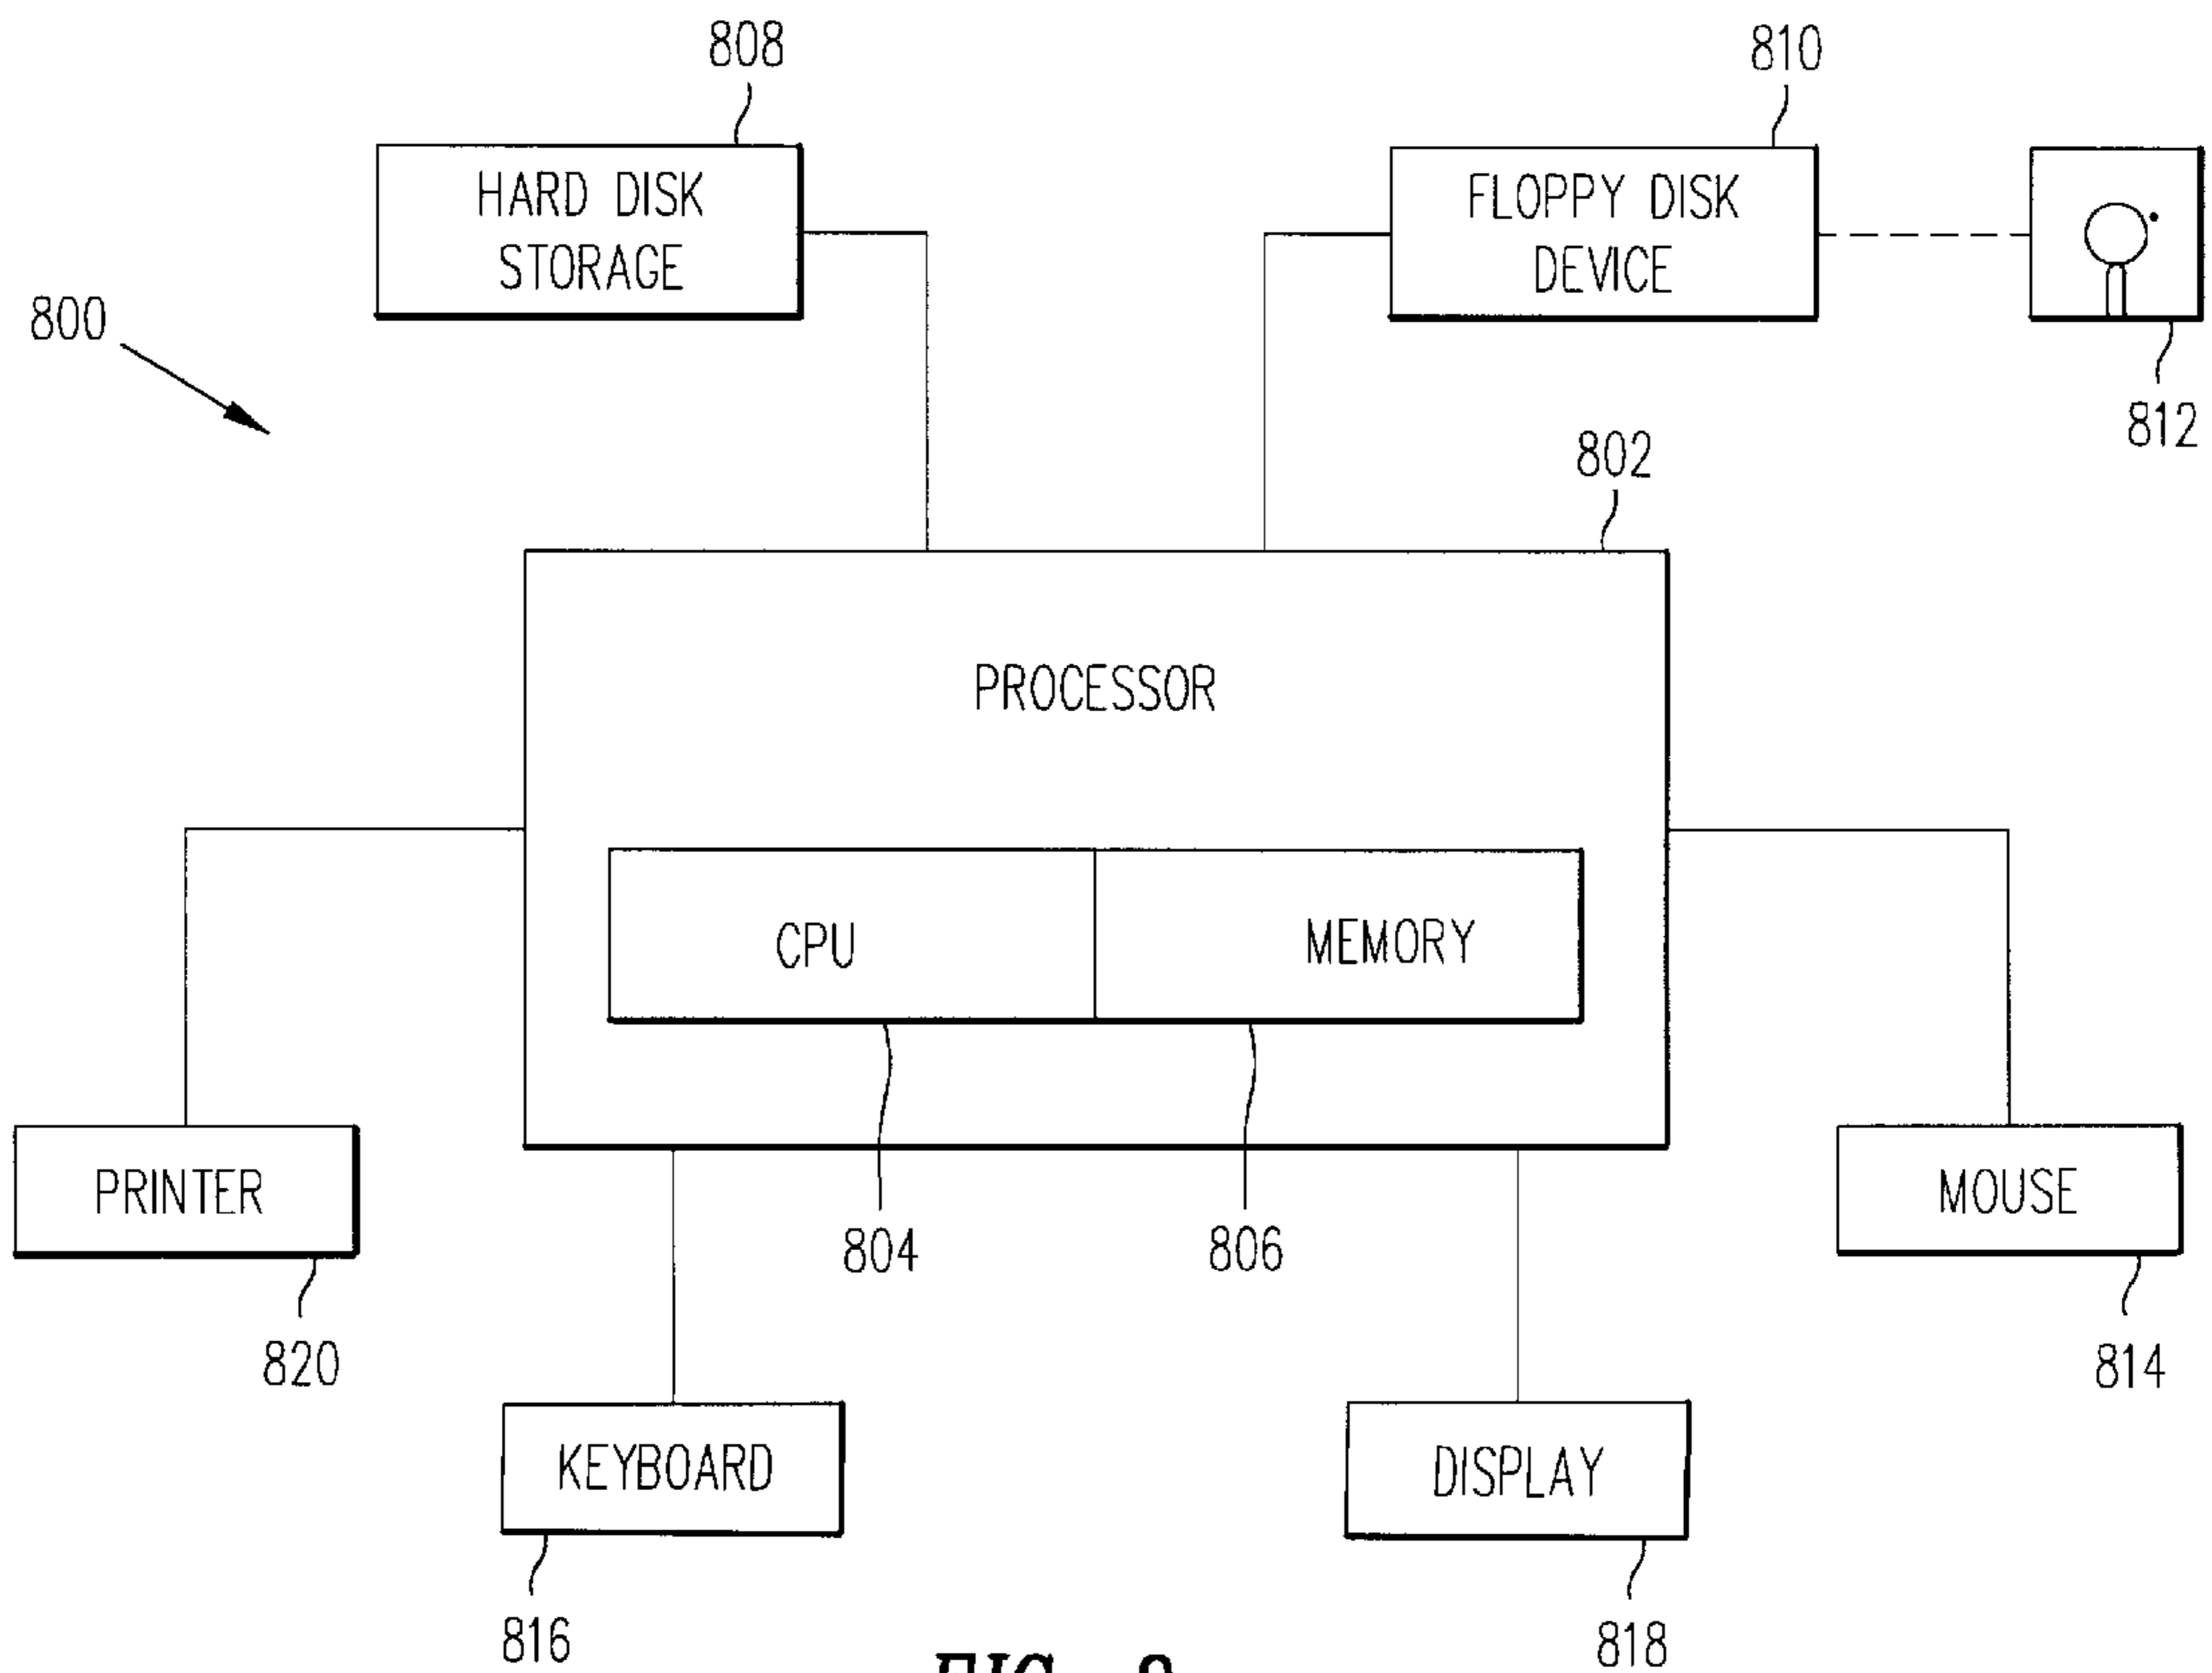 808
810
HARD DISK
STORAGE
FLOPPY DISK
DEVICE
800
812
802
PROCESSOR
CPU
MEMORY
PRINTER
MOUSE
804
806
820
814
KEYBOARD
DISPLAY
816
818